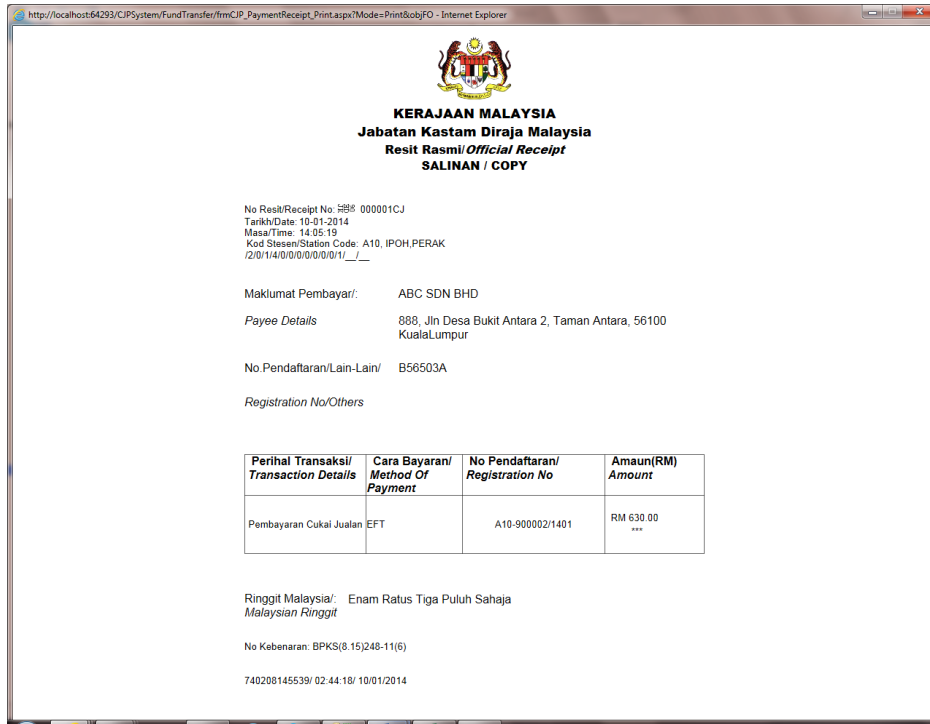 http://localhost:64293/CJPSystem/FundTransfer/frmCJP_PaymentReceipt_Print.aspx?Mode=Print&objFO - Internet Explorer
KERAJAAN MALAYSIA
Jabatan Kastam Diraja Malaysia
Resit Rasmi/Official Receipt
SALINAN / COPY
No Resit/Receipt No: 000001CJ
Tarikh/Date: 10-01-2014
Masa/Time: 14:05:19
Kod Stesen/Station Code: A10, IPOH,PERAK
/2/0/1/4/0/0/0/0/0/0/0/1/__/__
Maklumat Pembayar/: ABC SDN BHD
Payee Details 888, Jln Desa Bukit Antara 2, Taman Antara, 56100
KualaLumpur
No.Pendaftaran/Lain-Lain/ B56503A
Registration No/Others
Perihal Transaksi/ Cara Bayaran/ No Pendaftaran/ Amaun(RM)
Transaction Details Method Of Registration No Amount
Payment
Pembayaran Cukai Jualan EFT A10-900002/1401 RM 630.00
***
Ringgit Malaysia/: Enam Ratus Tiga Puluh Sahaja
Malaysian Ringgit
No Kebenaran: BPKS(8.15)248-11(6)
740208145539/ 02:44:18/ 10/01/2014